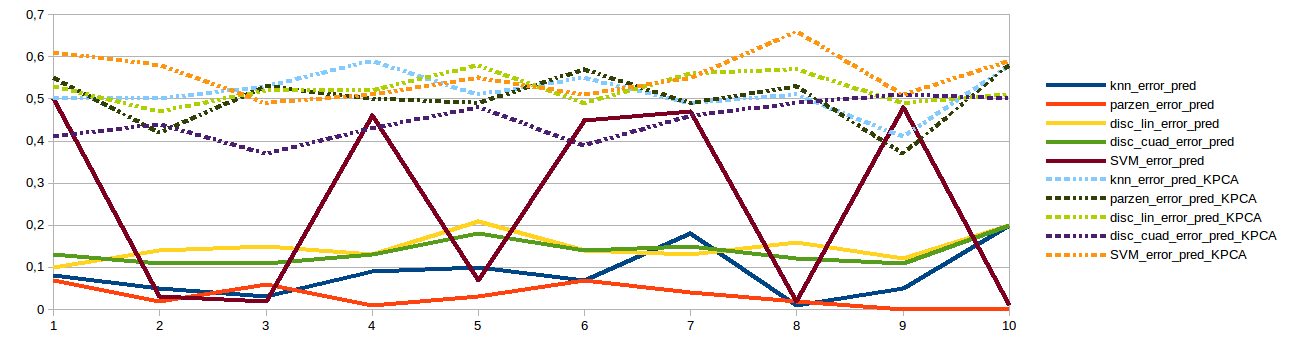 0,7
0,6
0,5
0,4
0,3
0,2
0,1
0
1 2 3 4 5 6 7 8 9 10
knn_error_pred
parzen_error_pred
disc_lin_error_pred
disc_cuad_error_pred
SVM_error_pred
knn_error_pred_KPCA
parzen_error_pred_KPCA
disc_lin_error_pred_KPCA
disc_cuad_error_pred_KPCA
SVM_error_pred_KPCA